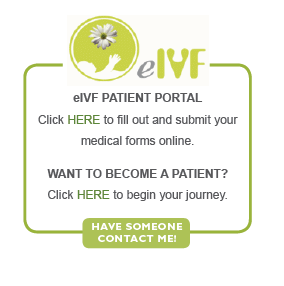 eIVF
eIVF PATIENT PORTAL
Click HERE to fill out and submit your
medical forms online.
WANT TO BECOME A PATIENT?
Click HERE to begin your journey.
HAVE SOMEONE
CONTACT ME!